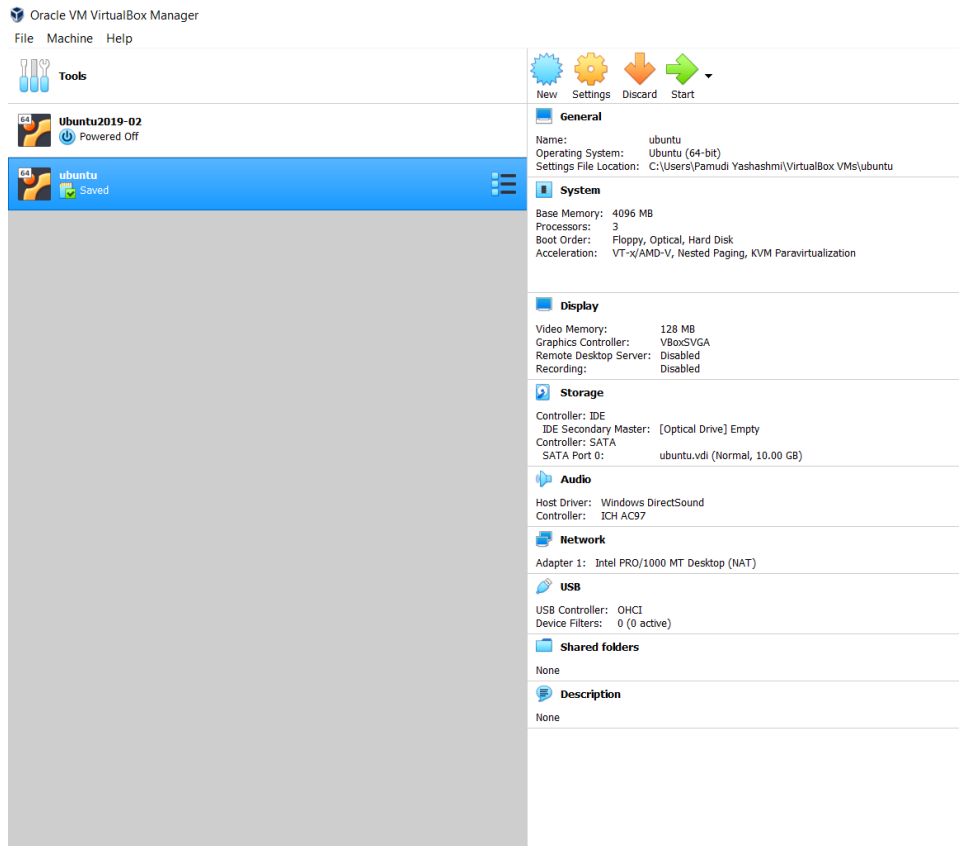 Oracle VM VirtualBox Manager
File Machine Help
Tools
New Settings Discard Start
64 Ubuntu2019-02
Powered Off
64 ubuntu
Saved
General
Name: ubuntu
Operating System: Ubuntu (64-bit)
Settings File Location: C:\Users\Pamudi Yashashmi\VirtualBox VMs\ubuntu
System
Base Memory: 4096 MB
Processors: 3
Boot Order: Floppy, Optical, Hard Disk
Acceleration: VT-x/AMD-V, Nested Paging, KVM Paravirtualization
Display
Video Memory: 128 MB
Graphics Controller: VBoxSVGA
Remote Desktop Server: Disabled
Recording: Disabled
Storage
Controller: IDE
IDE Secondary Master: [Optical Drive] Empty
Controller: SATA
SATA Port 0: ubuntu.vdi (Normal, 10.00 GB)
Audio
Host Driver: Windows DirectSound
Controller: ICH AC97
Network
Adapter 1: Intel PRO/1000 MT Desktop (NAT)
USB
USB Controller: OHCI
Device Filters: 0 (0 active)
Shared folders
None
Description
None